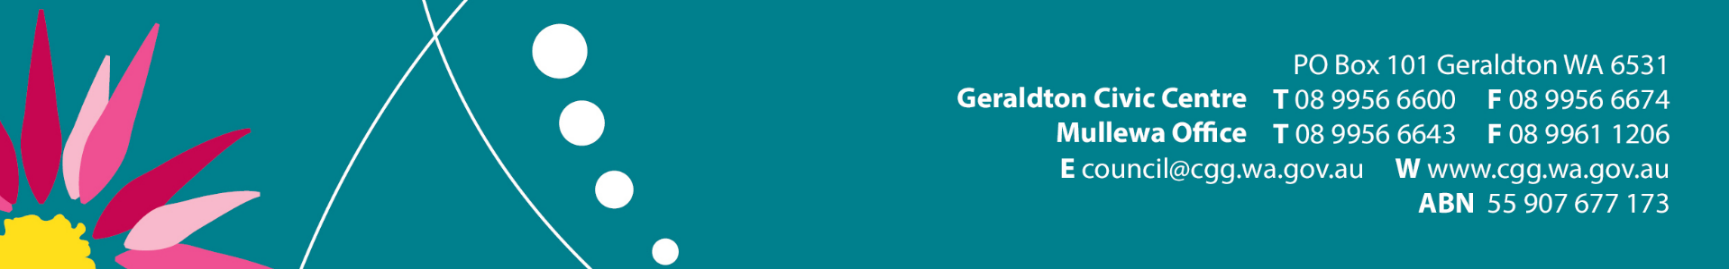 PO Box 101 Geraldton WA 6531
Geraldton Civic Centre T 08 9956 6600 F 08 9956 6674
Mullewa Office T 08 9956 6643 F 08 9961 1206
E council@cgg.wa.gov.au W www.cgg.wa.gov.au
ABN 55 907 677 173